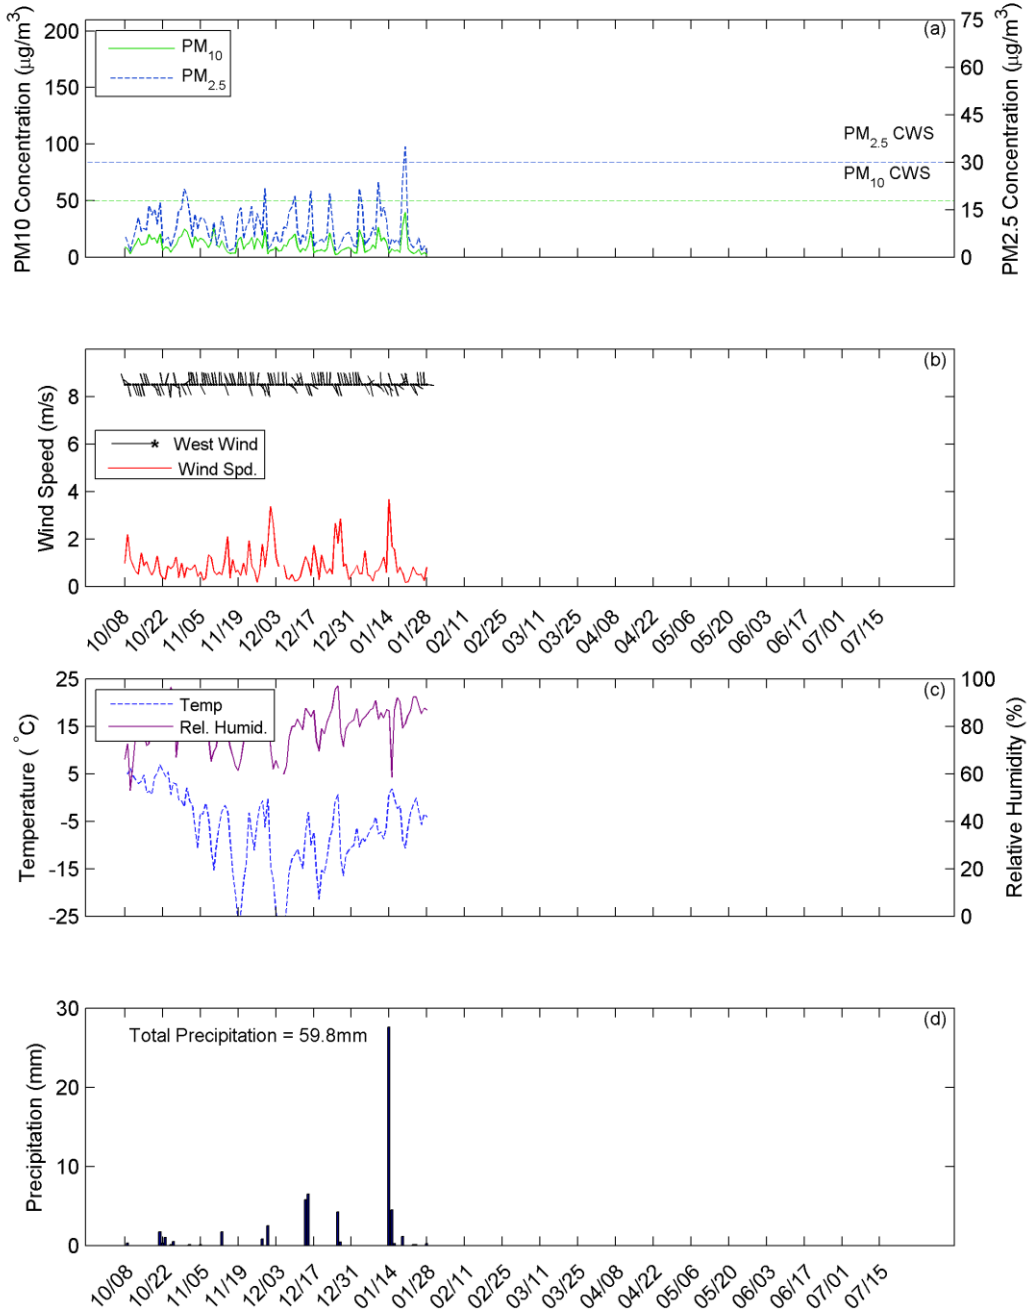 (a)
PM10 Concentration (µg/m³)
200
150
100
50
0
PM10
PM2.5
PM2.5 CWS
PM10 CWS
75
60
45
30
15
0
PM2.5 Concentration (µg/m³)
(b)
Wind Speed (m/s)
8
6
4
2
0
West Wind
Wind Spd.
10/08 10/22 11/05 11/19 12/03 12/17 12/31 01/14 01/28 02/11 02/25 03/11 03/25 04/08 04/22 05/06 05/20 06/03 06/17 07/01 07/15
(c)
Temperature ( °C)
25
15
5
-5
-15
-25
Temp
Rel. Humid.
100
80
60
40
20
0
Relative Humidity (%)
(d)
Precipitation (mm)
30
20
10
0
Total Precipitation = 59.8mm
10/08 10/22 11/05 11/19 12/03 12/17 12/31 01/14 01/28 02/11 02/25 03/11 03/25 04/08 04/22 05/06 05/20 06/03 06/17 07/01 07/15